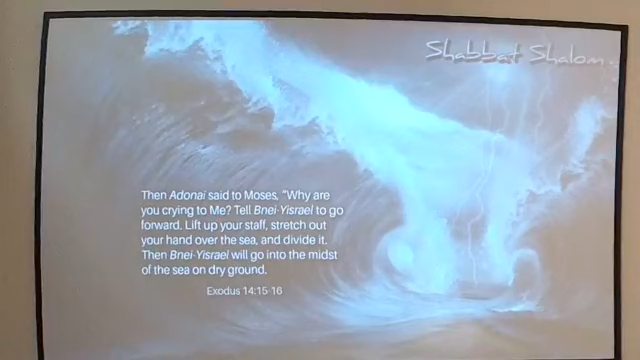 Shabbat Shalom
Then Adonai said to Moses, “Why are
you crying to Me? Tell Bnei-Yisrael to go
forward. Lift up your staff, stretch out
your hand over the sea, and divide it.
Then Bnei-Yisrael will go into the midst
of the sea on dry ground.
Exodus 14:15-16